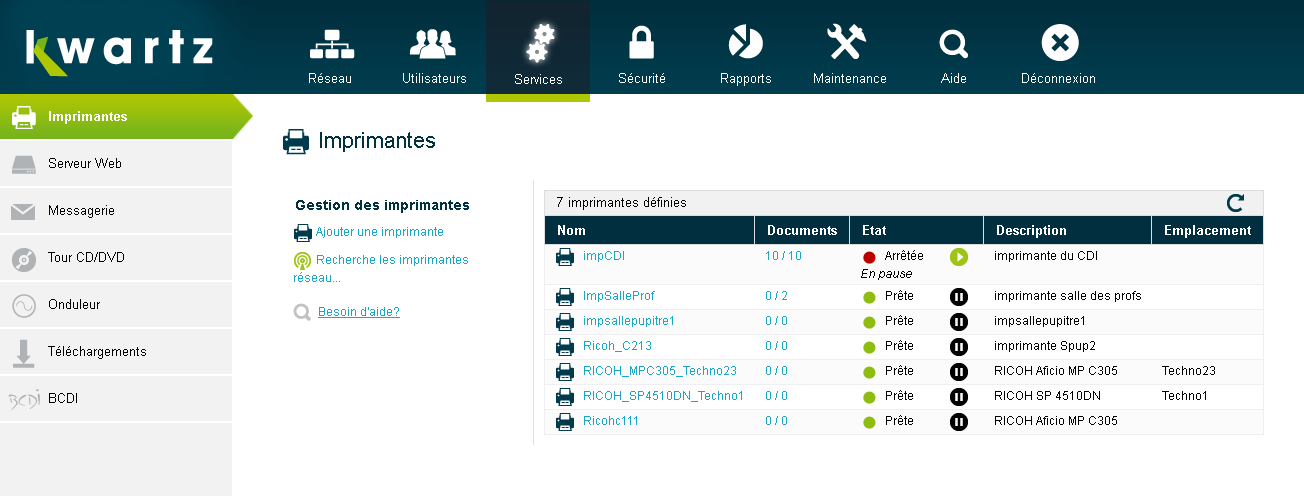 kwartz
Réseau
Utilisateurs
Services
Sécurité
Rapports
Maintenance
Aide
Déconnexion
Imprimantes
Serveur Web
Messagerie
Tour CD/DVD
Onduleur
Téléchargements
BCDI BCDI
Imprimantes
Gestion des imprimantes
Ajouter une imprimante
Recherche les imprimantes
réseau...
Besoin d'aide?
7 imprimantes définies
Nom Documents Etat Description Emplacement
impCDI 10 / 10 Arrêtée imprimante du CDI
En pause
ImpSalleProf 0 / 2 Prête imprimante salle des profs
impsallepupitre1 0 / 0 Prête impsallepupitre1
Ricoh_C213 0 / 0 Prête imprimante Spup2
RICOH_MPC305_Techno23 0 / 0 Prête RICOH Aficio MP C305 Techno23
RICOH_SP4510DN_Techno1 0 / 0 Prête RICOH SP 4510DN Techno1
Ricohc111 0 / 0 Prête RICOH Aficio MP C305